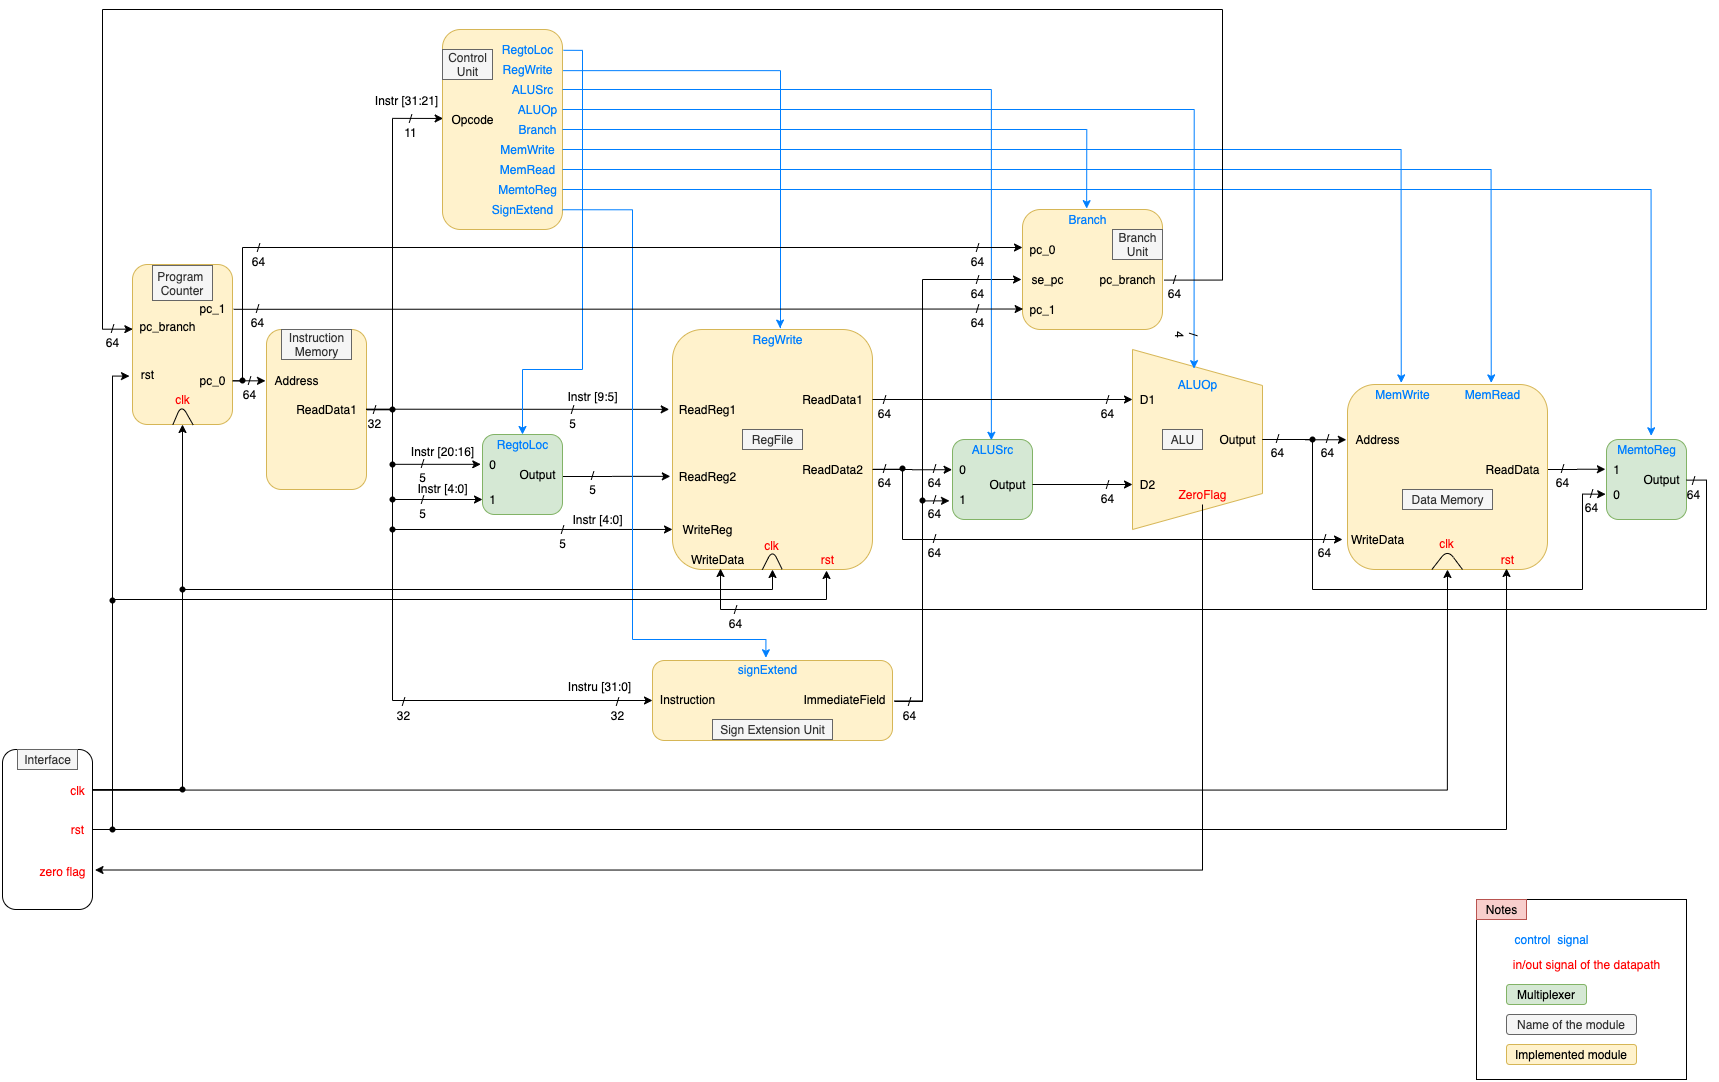 Control
Unit
RegtoLoc
RegWrite
ALUSrc
ALUOp
Branch
MemWrite
MemRead
MemtoReg
SignExtend
Opcode
Instr [31:21]
11
Program
Counter
pc_1
pc_branch
rst
pc_0
clk
64
64
64
64
Instruction
Memory
Address
ReadData1
32
Branch
Branch
Unit
pc_0
se_pc
pc_branch
pc_1
64
64
64
64
Instr [9:5]
5
Instr [20:16]
5
Instr [4:0]
5
RegtoLoc
0
Output
1
5
Instr [4:0]
5
RegWrite
ReadReg1
ReadData1
RegFile
ReadReg2
ReadData2
WriteReg
WriteData
clk
rst
64
64
64
64
64
64
ALUSrc
0
Output
1
64
64
4
ALUOp
D1
ALU
Output
D2
ZeroFlag
64
64
64
MemWrite
MemRead
Address
ReadData
Data Memory
WriteData
clk
rst
64
64
MemtoReg
1
Output
0
64
signExtend
Instru [31:0]
32
32
Instruction
ImmediateField
Sign Extension Unit
64
Interface
clk
rst
zero flag
Notes
control signal
in/out signal of the datapath
Multiplexer
Name of the module
Implemented module